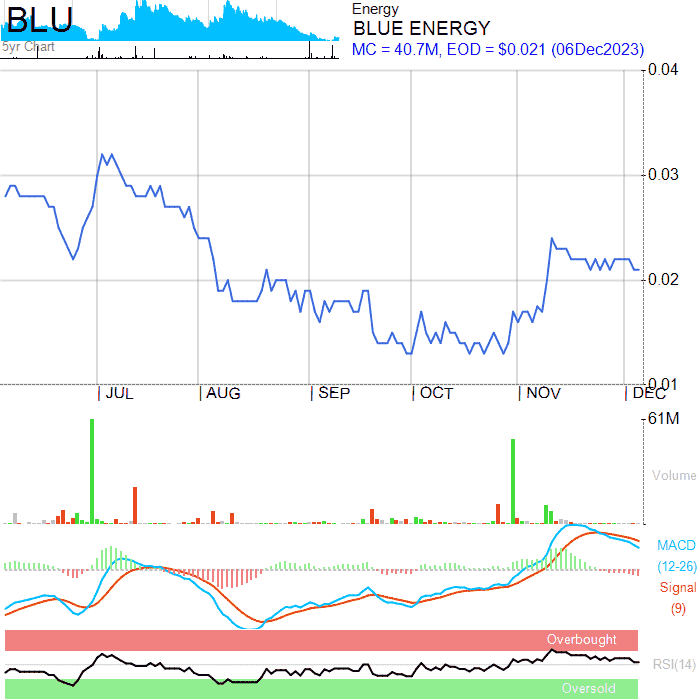 BLU
5yr Chart
Energy
BLUE ENERGY
MC = 40.7M, EOD = $0.021 (06Dec2023)
0.04
0.03
0.02
0.01
JUL AUG SEP OCT NOV DEC
61M
Volume
MACD
(12-26)
Signal
(9)
Overbought
RSI(14)
Oversold